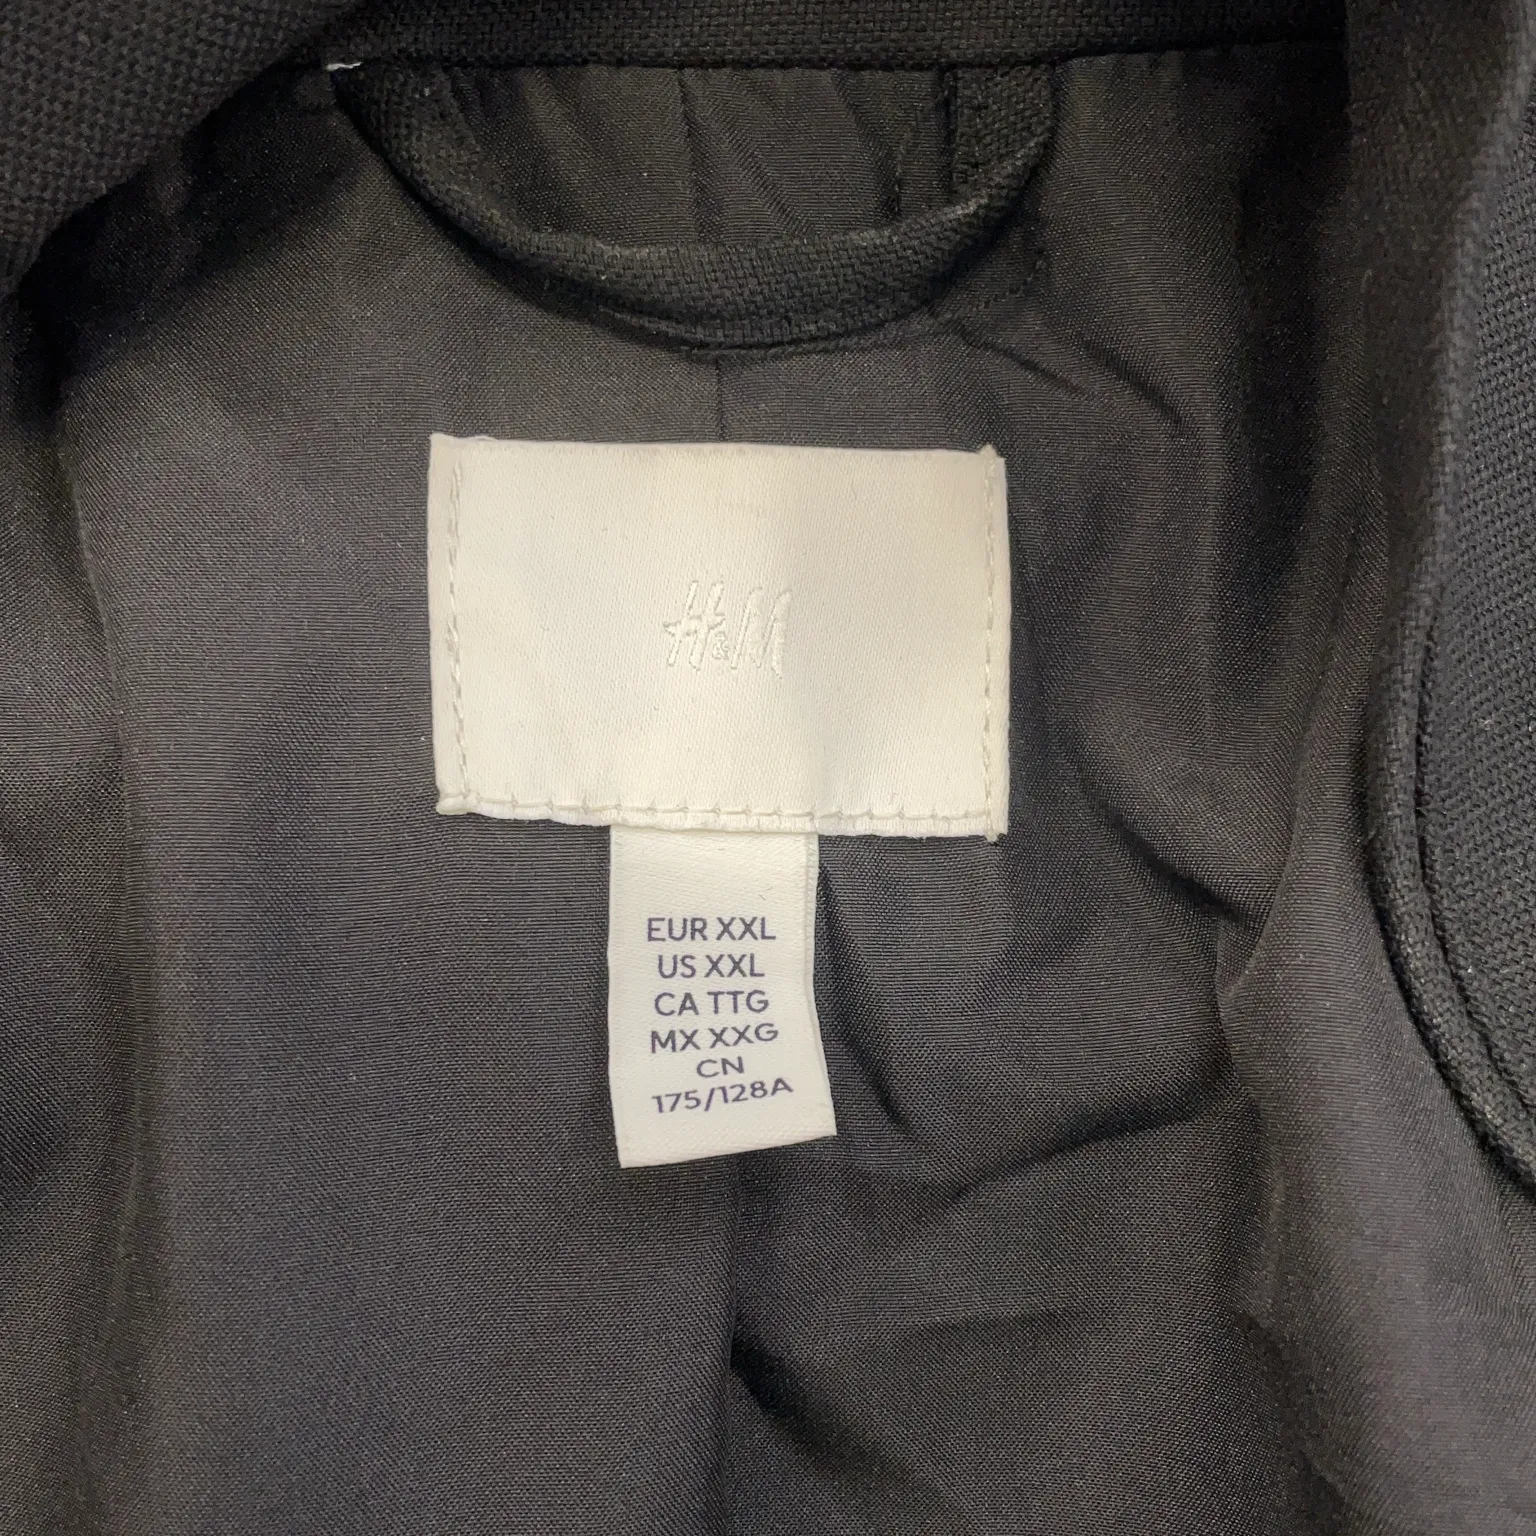 H&M
EUR XXL
US XXL
CA TTG
MX XXG
CN
175/128A